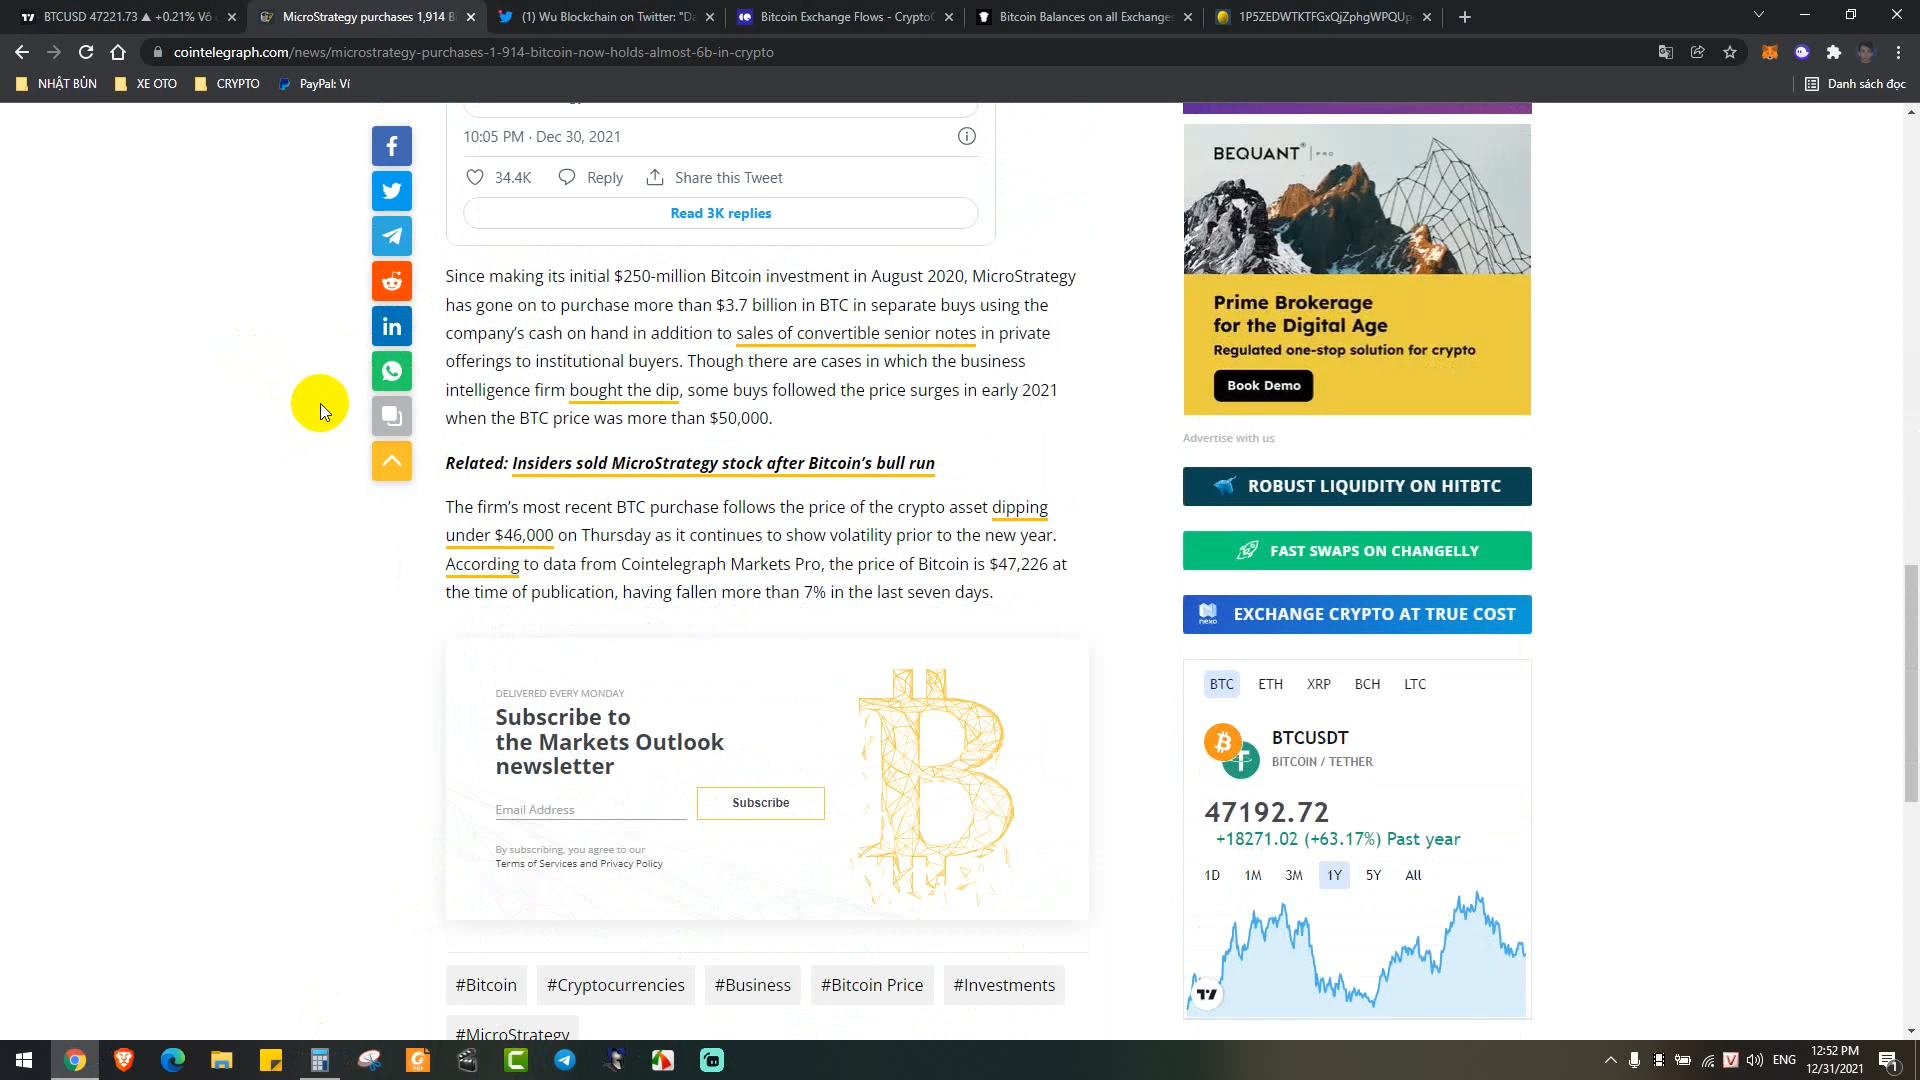 BTCUSD 47221.73 ▲ +0.21% Vô
MicroStrategy purchases 1,914 B
(1) Wu Blockchain on Twitter: "Da
Bitcoin Exchange Flows - Crypto
Bitcoin Balances on all Exchange
1P5ZEDWTKTFGxQjZphgWPQUp
cointelegraph.com/news/microstrategy-purchases-1-914-bitcoin-now-holds-almost-6b-in-crypto
NHẬT BỦN
XE OTO
CRYPTO
PayPal: Ví
Danh sách đọc
10:05 PM · Dec 30, 2021
34.4K
Reply
Share this Tweet
Read 3K replies
Since making its initial $250-million Bitcoin investment in August 2020, MicroStrategy
has gone on to purchase more than $3.7 billion in BTC in separate buys using the
company's cash on hand in addition to sales of convertible senior notes in private
offerings to institutional buyers. Though there are cases in which the business
intelligence firm bought the dip, some buys followed the price surges in early 2021
when the BTC price was more than $50,000.
Related: Insiders sold MicroStrategy stock after Bitcoin's bull run
The firm's most recent BTC purchase follows the price of the crypto asset dipping
under $46,000 on Thursday as it continues to show volatility prior to the new year.
According to data from Cointelegraph Markets Pro, the price of Bitcoin is $47,226 at
the time of publication, having fallen more than 7% in the last seven days.
DELIVERED EVERY MONDAY
Subscribe to
the Markets Outlook
newsletter
Email Address
Subscribe
By subscribing, you agree to our
Terms of Services and Privacy Policy
#Bitcoin
#Cryptocurrencies
#Business
#Bitcoin Price
#Investments
#MicroStrategy
BEQUANT PRO
Prime Brokerage
for the Digital Age
Regulated one-stop solution for crypto
Book Demo
Advertise with us
ROBUST LIQUIDITY ON HITBTC
FAST SWAPS ON CHANGELLY
nexo
EXCHANGE CRYPTO AT TRUE COST
BTC
ETH
XRP
BCH
LTC
BTCUSDT
BITCOIN / TETHER
47192.72
+18271.02 (+63.17%) Past year
1D
1M
3M
1Y
5Y
All
ENG
12:52 PM
12/31/2021